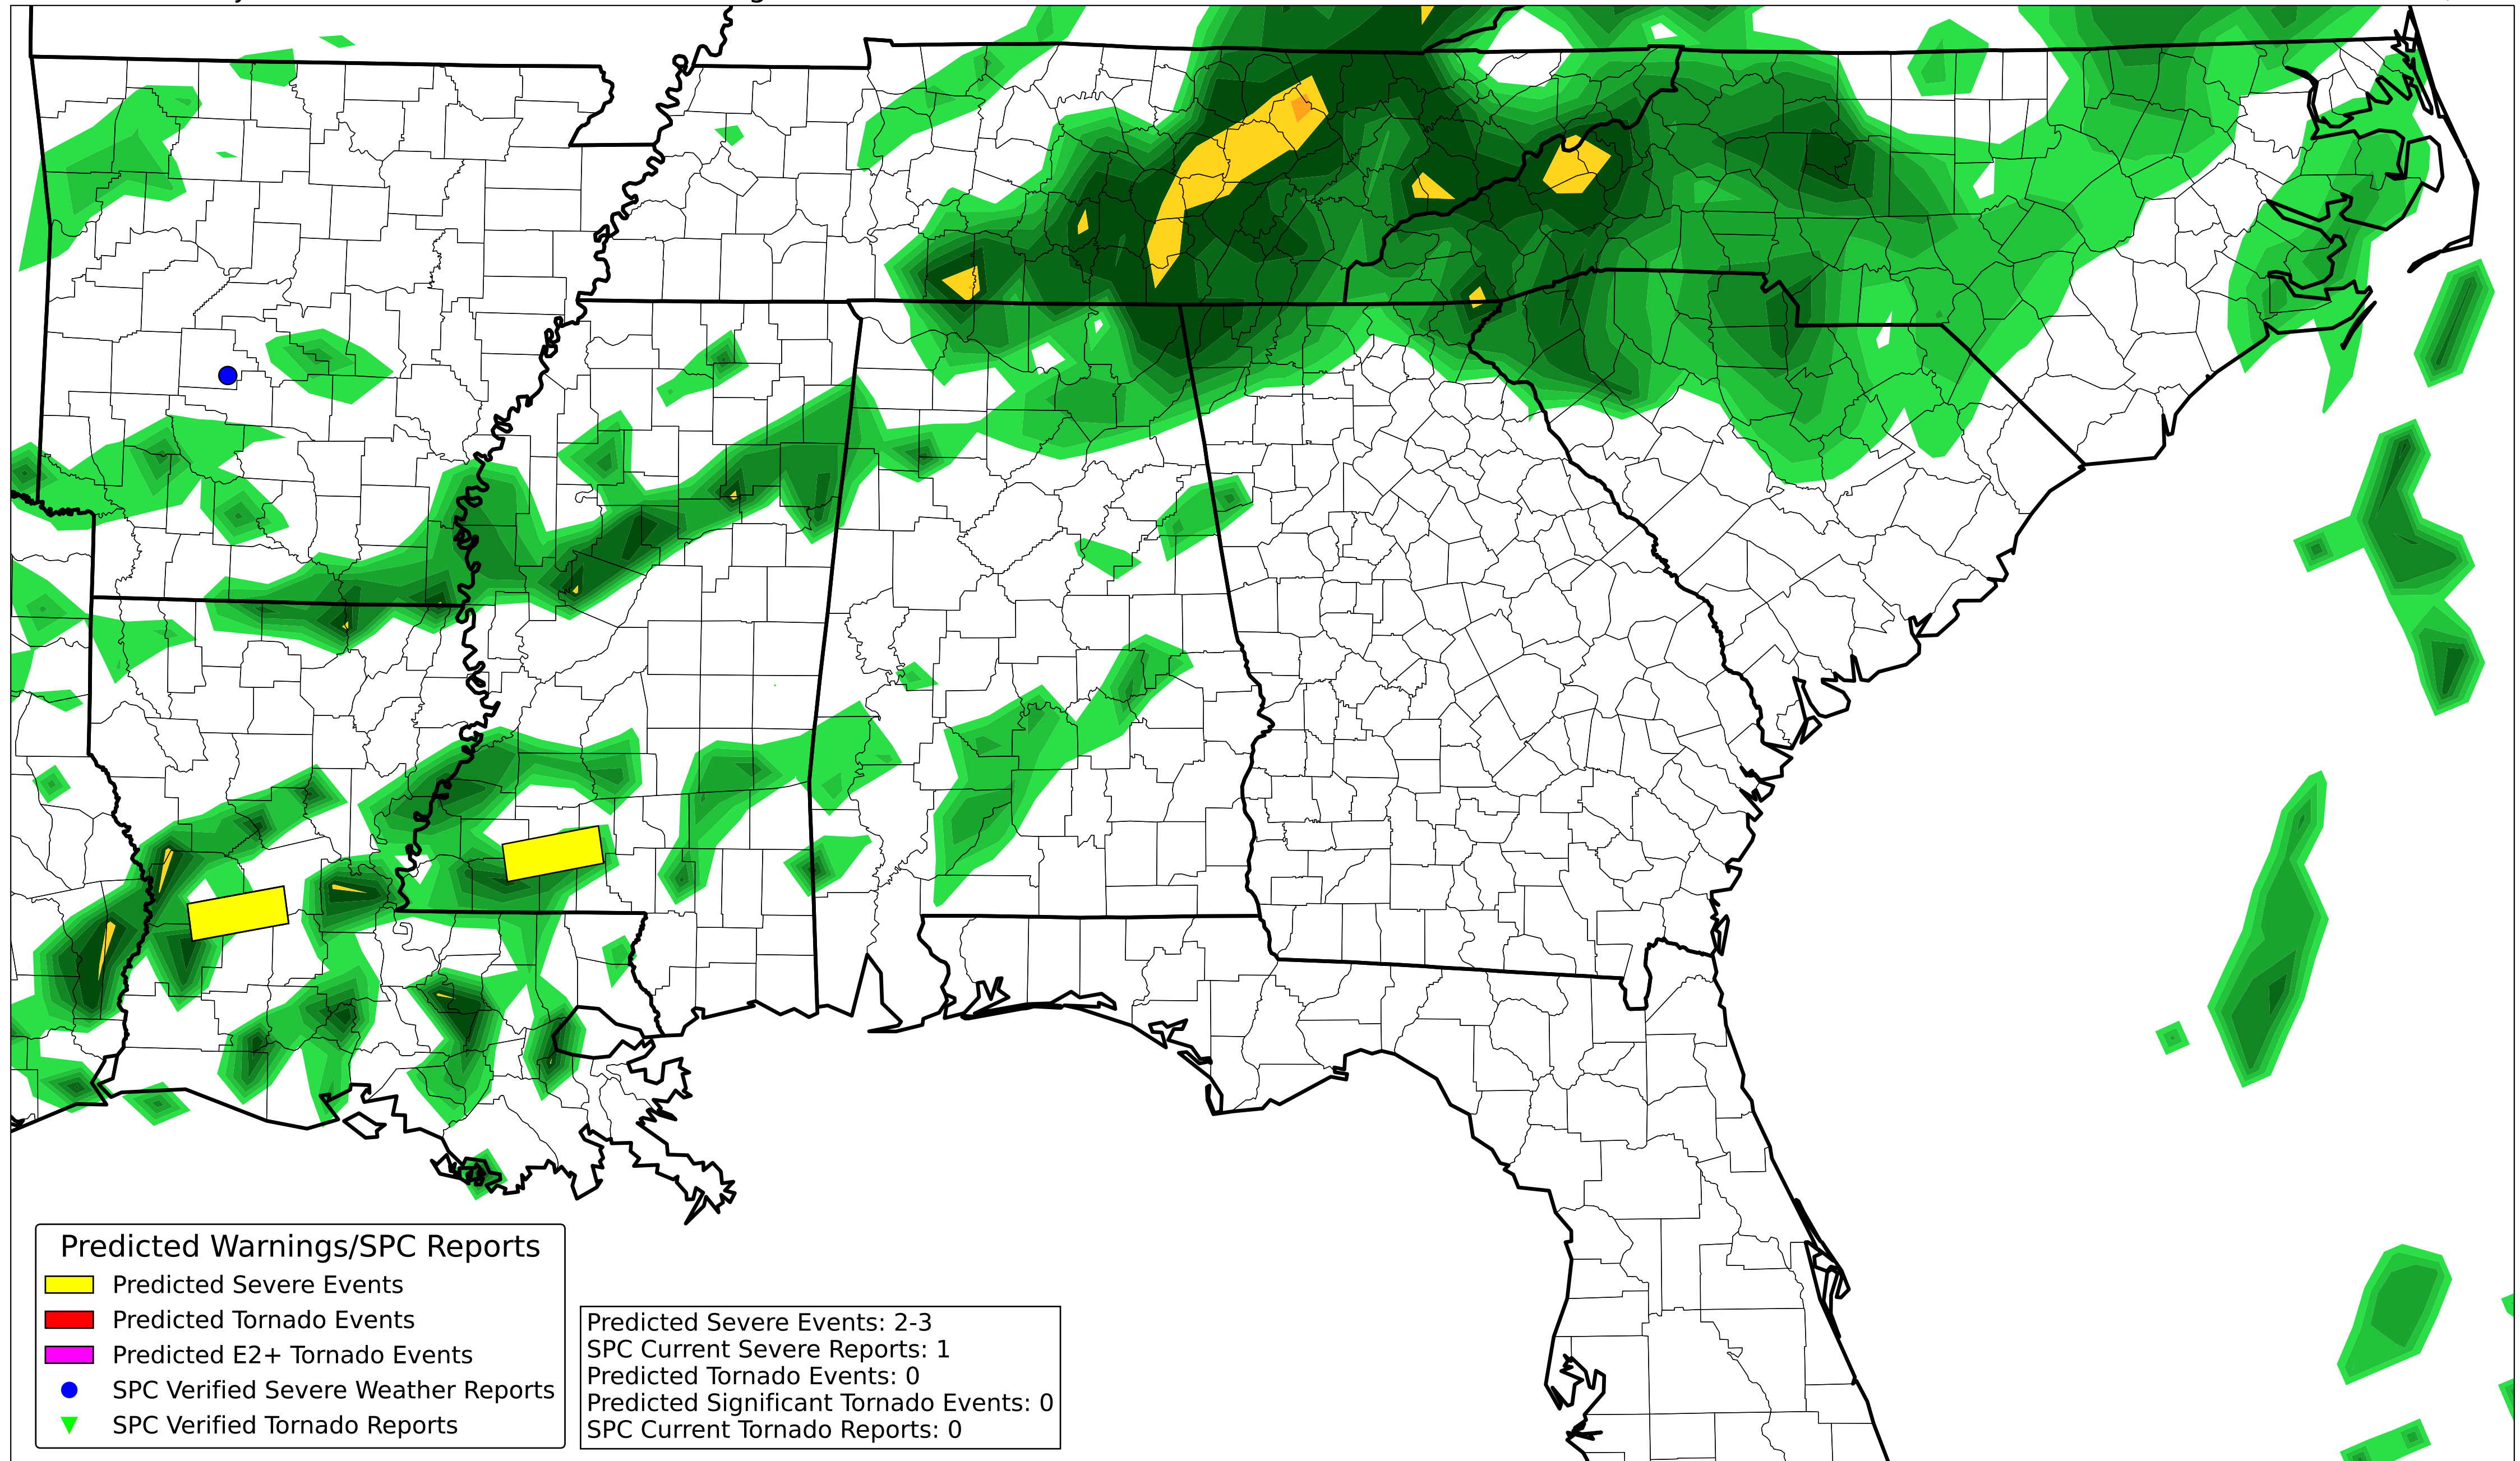 Predicted Warnings/SPC Reports
Predicted Severe Events
Predicted Tornado Events
Predicted E2+ Tornado Events
SPC Verified Severe Weather Reports
SPC Verified Tornado Reports
Predicted Severe Events: 2-3
SPC Current Severe Reports: 1
Predicted Tornado Events: 0
Predicted Significant Tornado Events: 0
SPC Current Tornado Reports: 0